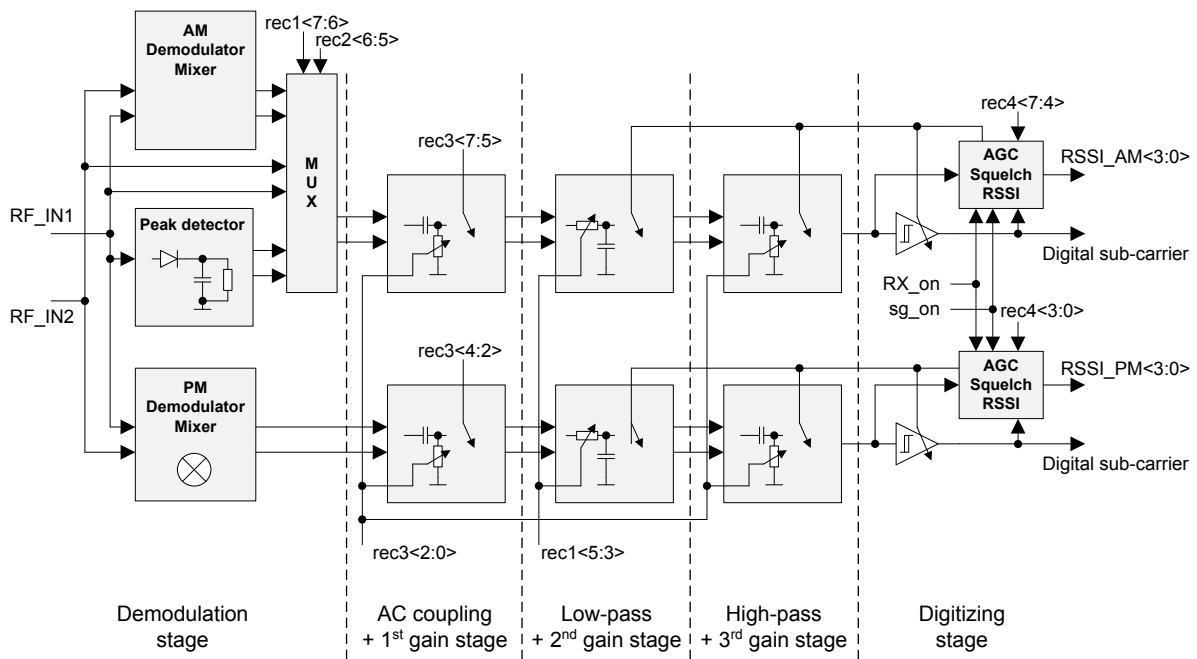 rec1<7:6>
rec2<6:5>
AM
Demodulator
Mixer
M
U
X
rec3<7:5>
rec4<7:4>
AGC
Squelch
RSSI
RSSI_AM<3:0>
RF_IN1
Peak detector
Digital sub-carrier
RX_on
sg_on
RF_IN2
rec4<3:0>
rec3<4:2>
AGC
Squelch
RSSI
RSSI_PM<3:0>
PM
Demodulator
Mixer
Digital sub-carrier
rec3<2:0>
rec1<5:3>
Demodulation
stage
AC coupling
+ 1st gain stage
Low-pass
+ 2nd gain stage
High-pass
+ 3rd gain stage
Digitizing
stage